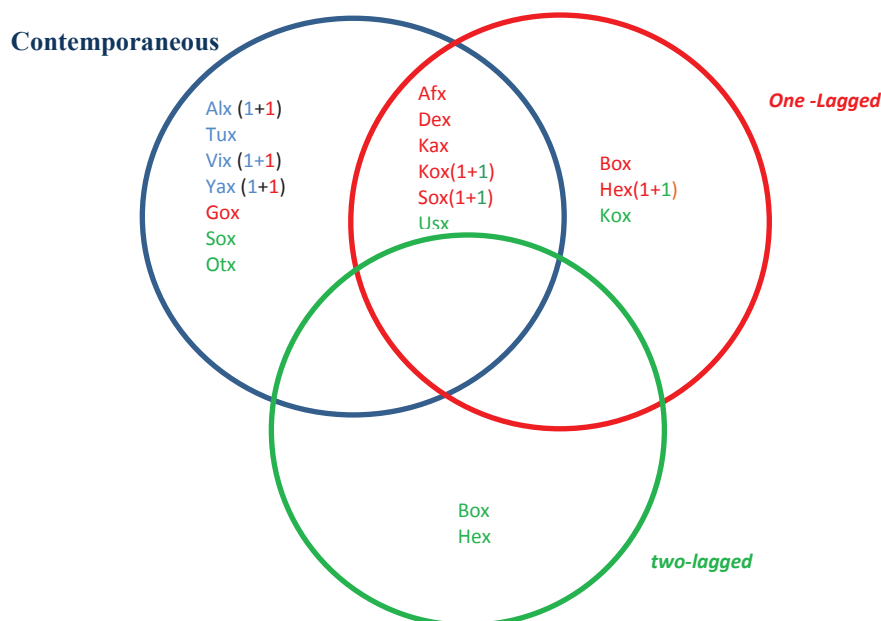 Contemporaneous
Alx (1+1)
Tux
Vix (1+1)
Yax (1+1)
Gox
Sox
Otx
Afx
Dex
Kax
Kox(1+1)
Sox(1+1)
Usx
One -Lagged
Box
Hex(1+1)
Kox
Box
Hex
two-lagged